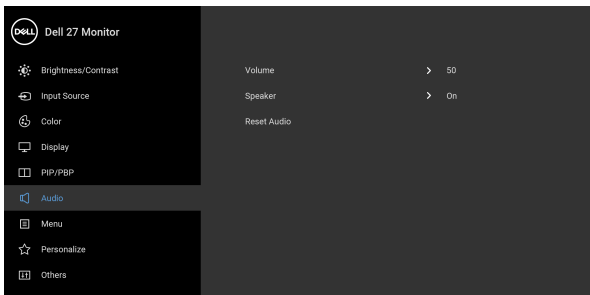 DELL Dell 27 Monitor
Brightness/Contrast
Volume 50
Input Source
Speaker On
Color
Reset Audio
Display
PIP/PBP
Audio
Menu
Personalize
Others